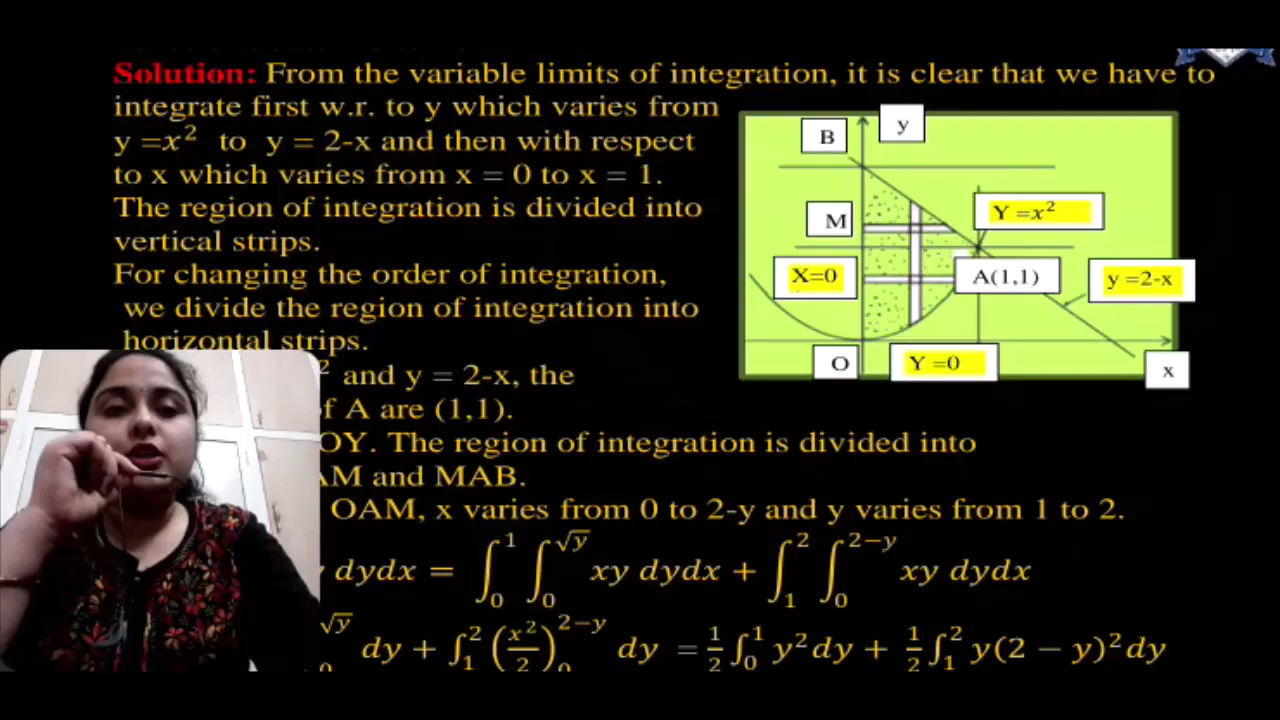 Solution: From the variable limits of integration, it is clear that we have to
integrate first w.r. to y which varies from
y =x² to y = 2-x and then with respect
to x which varies from x = 0 to x = 1.
The region of integration is divided into
vertical strips.
For changing the order of integration,
we divide the region of integration into
horizontal strips.
² and y = 2-x, the
f A are (1,1).
OY. The region of integration is divided into
AM and MAB.
OAM, x varies from 0 to 2-y and y varies from 1 to 2.
dydx = ∫₀¹ ∫₀^√y xy dydx + ∫₁² ∫₀^2−y xy dydx
√y dy + ∫₁² (x²/2)₀^2−y dy = ½ ∫₀¹ y² dy + ½ ∫₁² y(2 − y)² dy
B
y
M
Y =x²
X=0
A(1,1)
y =2-x
O
Y =0
x